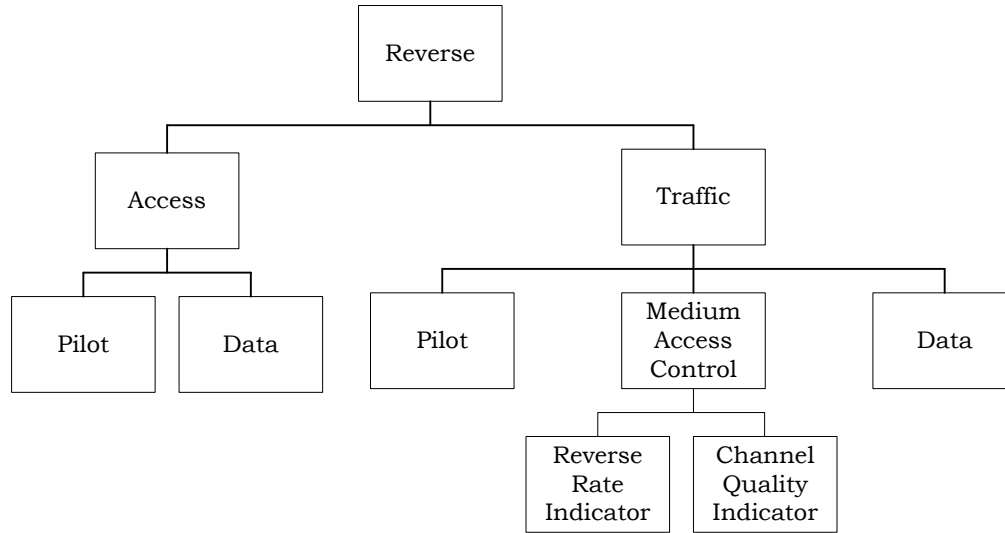 Reverse
Access
Traffic
Pilot
Data
Pilot
Medium
Access
Control
Data
Reverse
Rate
Indicator
Channel
Quality
Indicator